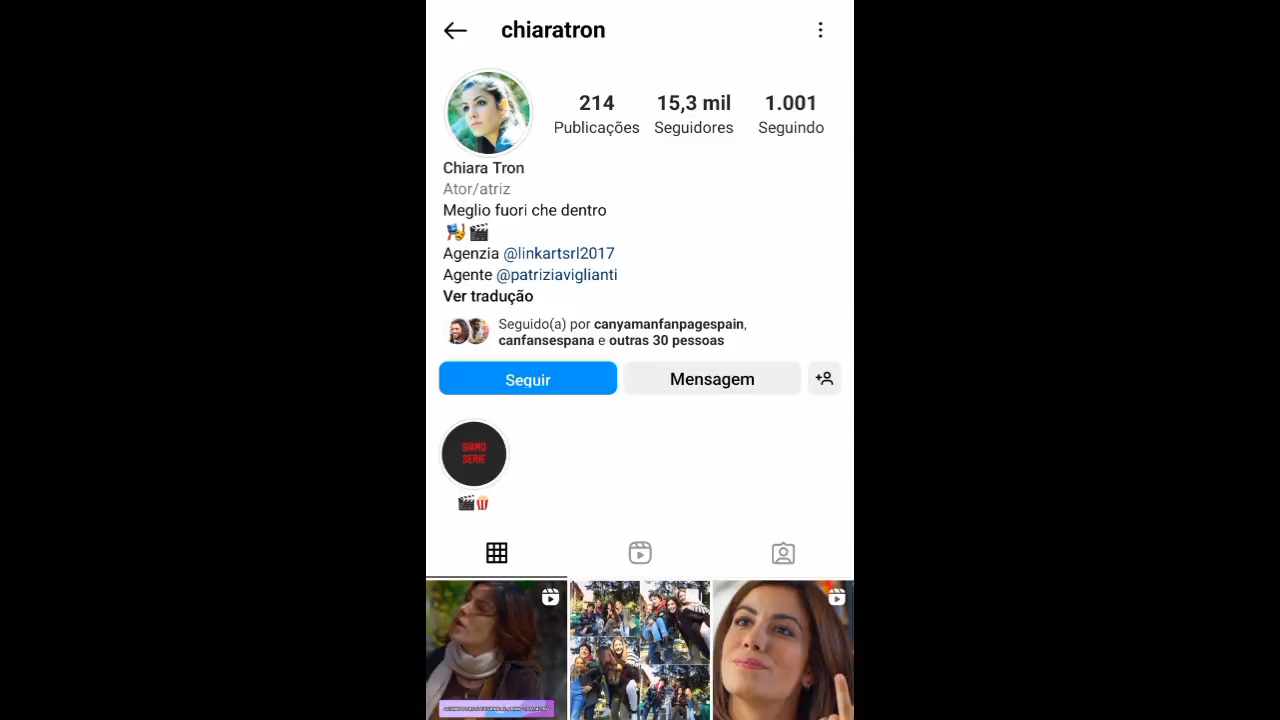 chiaratron
214
15,3 mil
1.001
Publicações
Seguidores
Seguindo
Chiara Tron
Ator/atriz
Meglio fuori che dentro
Agenzia @linkartsrl2017
Agente @patriziaviglianti
Ver tradução
Seguido(a) por canyamanfanpagespain,
canfansespana e outras 30 pessoas
Seguir
Mensagem
SIAMO
SERIE